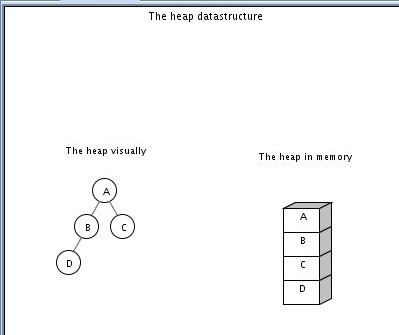 The heap datastructure
The heap visually
The heap in memory
A
B
C
D
A
B
C
D